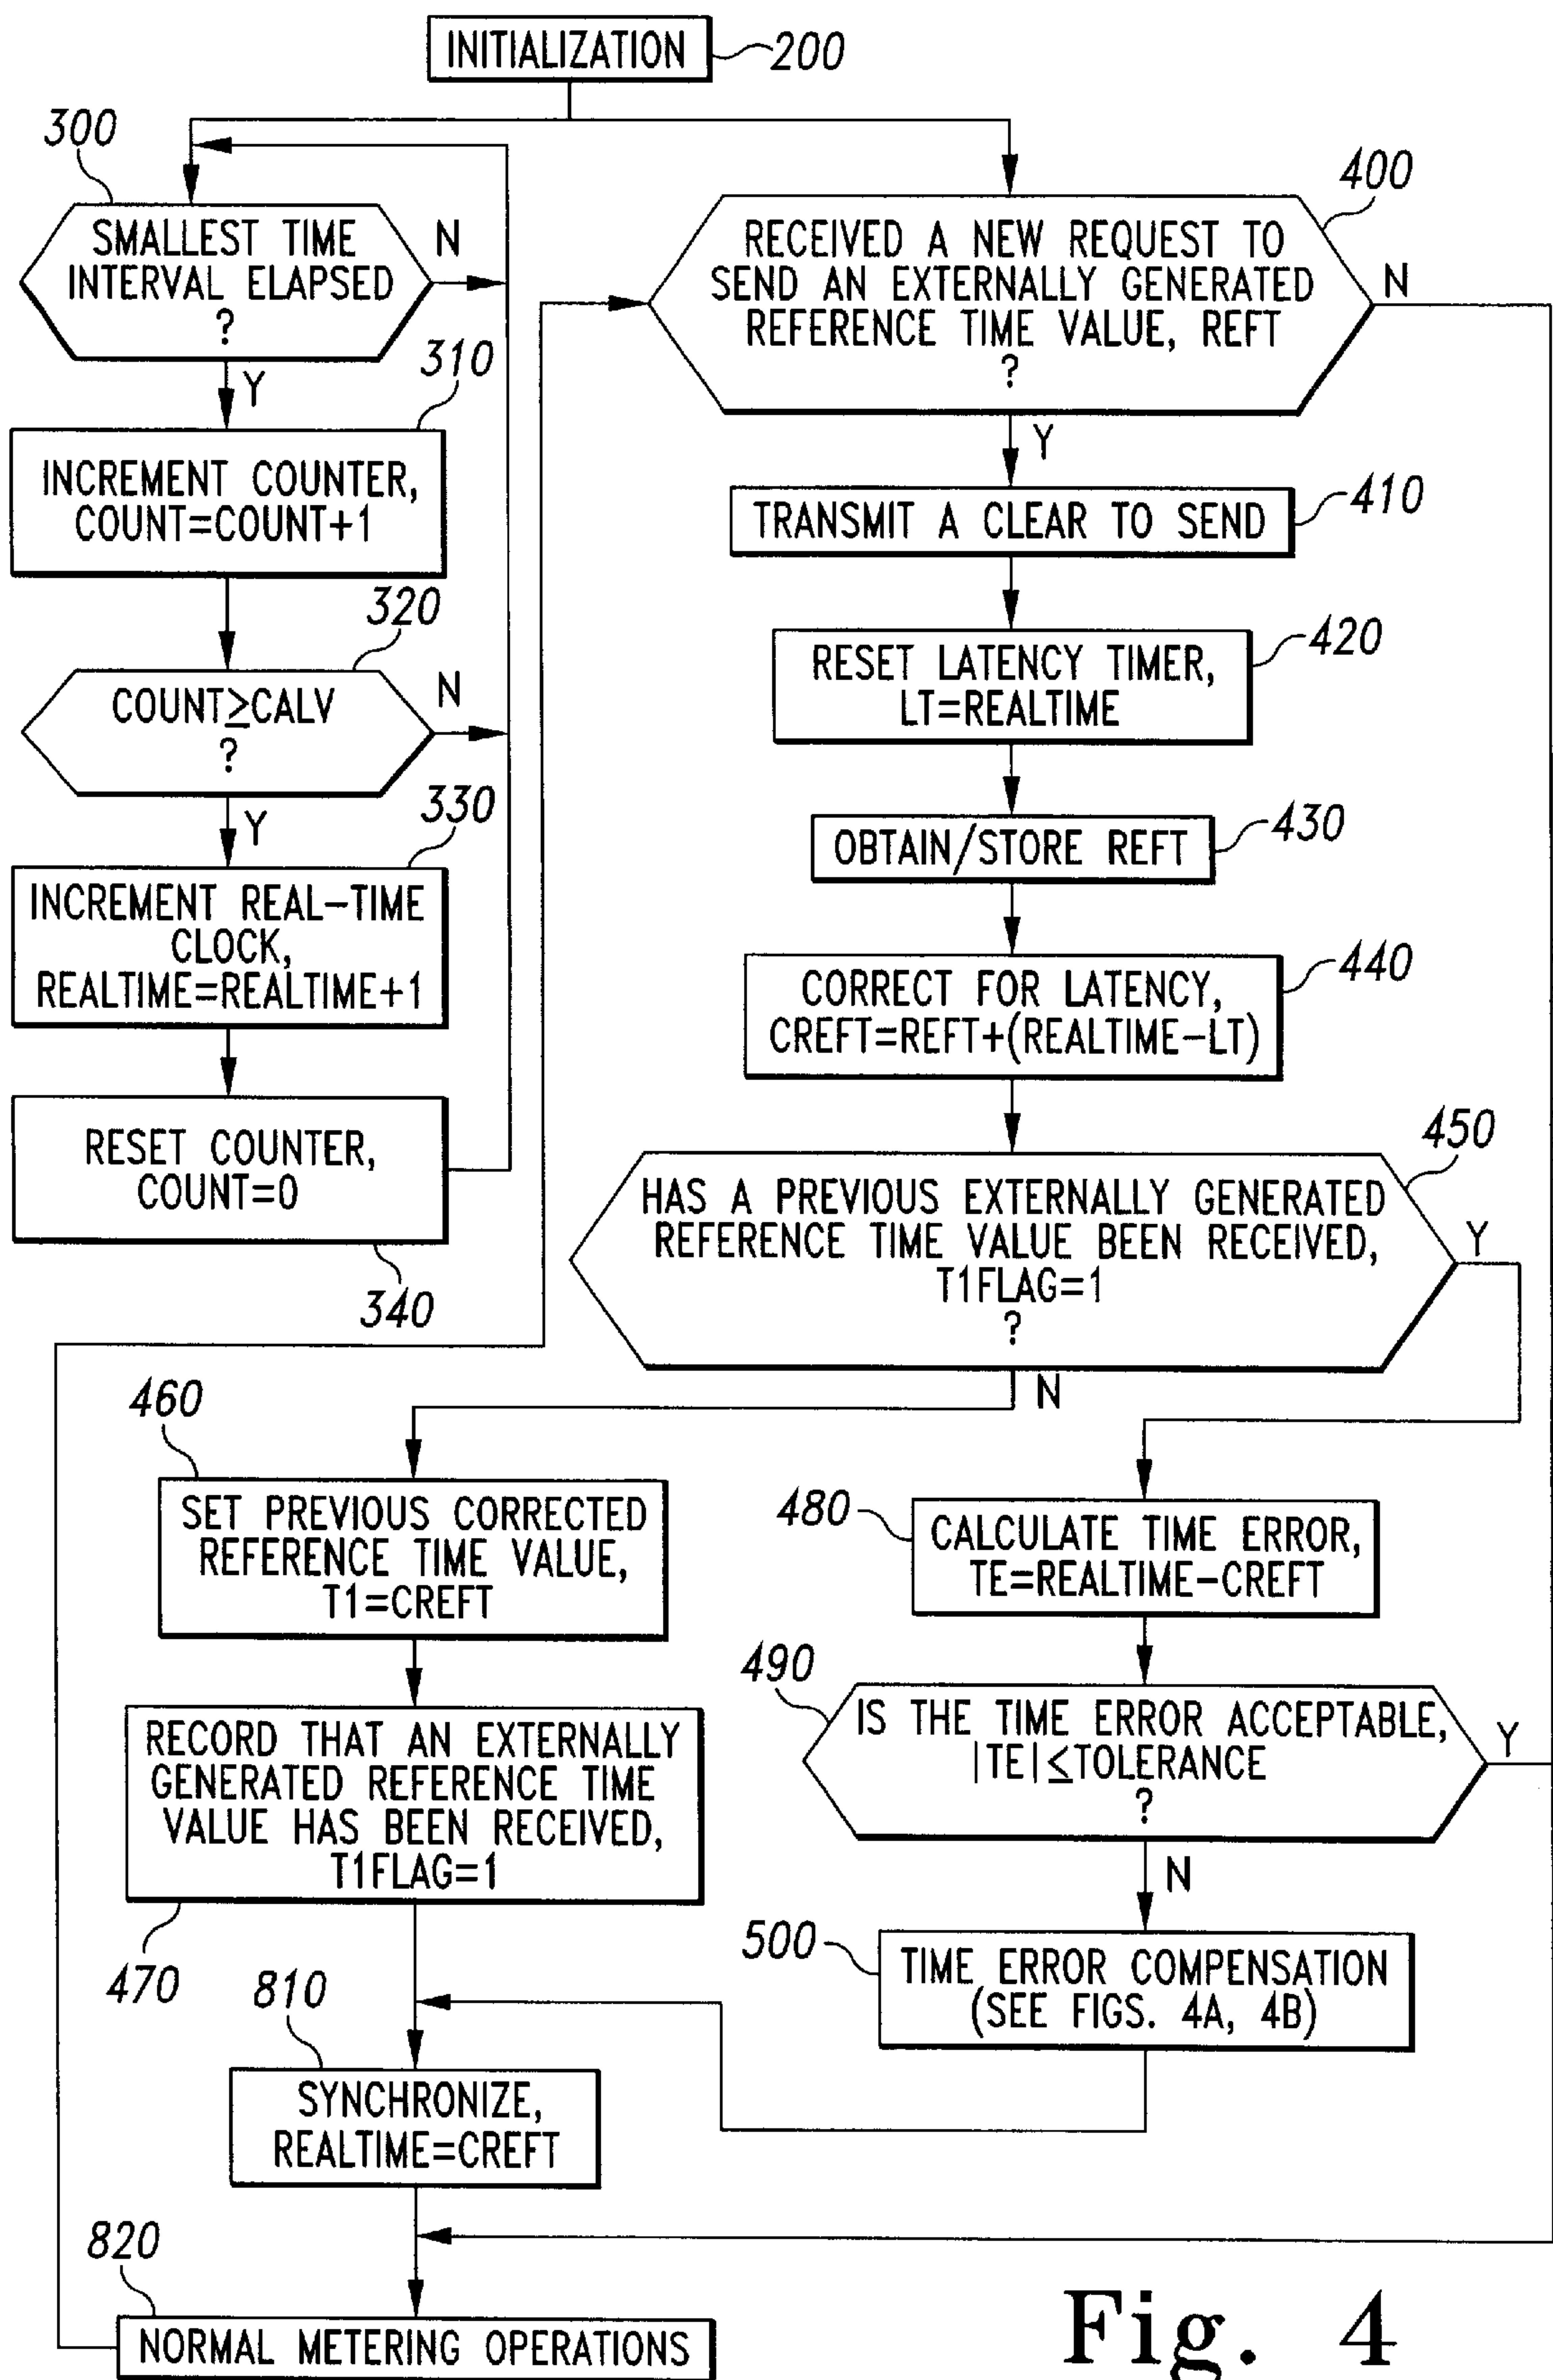 INITIALIZATION
200
300
SMALLEST TIME
INTERVAL ELAPSED
?
N
Y
310
INCREMENT COUNTER,
COUNT=COUNT+1
320
COUNT≥CALV
?
N
Y
330
INCREMENT REAL-TIME
CLOCK,
REALTIME=REALTIME+1
RESET COUNTER,
COUNT=0
340
400
RECEIVED A NEW REQUEST TO
SEND AN EXTERNALLY GENERATED
REFERENCE TIME VALUE, REFT
?
N
Y
TRANSMIT A CLEAR TO SEND
410
RESET LATENCY TIMER,
LT=REALTIME
420
OBTAIN/STORE REFT
430
CORRECT FOR LATENCY,
CREFT=REFT+(REALTIME-LT)
440
450
HAS A PREVIOUS EXTERNALLY GENERATED
REFERENCE TIME VALUE BEEN RECEIVED,
T1FLAG=1
?
Y
N
460
SET PREVIOUS CORRECTED
REFERENCE TIME VALUE,
T1=CREFT
RECORD THAT AN EXTERNALLY
GENERATED REFERENCE TIME
VALUE HAS BEEN RECEIVED,
T1FLAG=1
470
480
CALCULATE TIME ERROR,
TE=REALTIME-CREFT
490
IS THE TIME ERROR ACCEPTABLE,
|TE|≤TOLERANCE
?
Y
N
500
TIME ERROR COMPENSATION
(SEE FIGS. 4A, 4B)
810
SYNCHRONIZE,
REALTIME=CREFT
820
NORMAL METERING OPERATIONS
Fig. 4